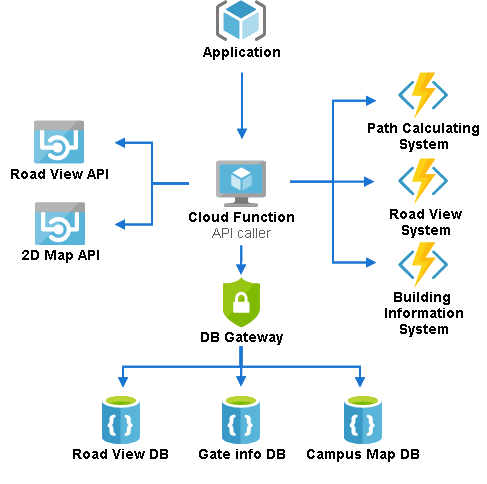 Application
Path Calculating
System
Road View API
Road View
System
Cloud Function
API caller
2D Map API
Building
Information
System
DB Gateway
Road View DB
Gate info DB
Campus Map DB